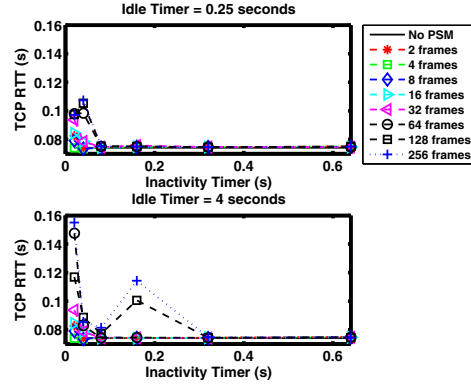 Idle Timer = 0.25 seconds
0.16
0.14
0.12
0.1
0.08
TCP RTT (s)
0
0.2
0.4
0.6
Inactivity Timer (s)
No PSM
2 frames
4 frames
8 frames
16 frames
32 frames
64 frames
128 frames
256 frames
Idle Timer = 4 seconds
0.16
0.14
0.12
0.1
0.08
TCP RTT (s)
0
0.2
0.4
0.6
Inactivity Timer (s)